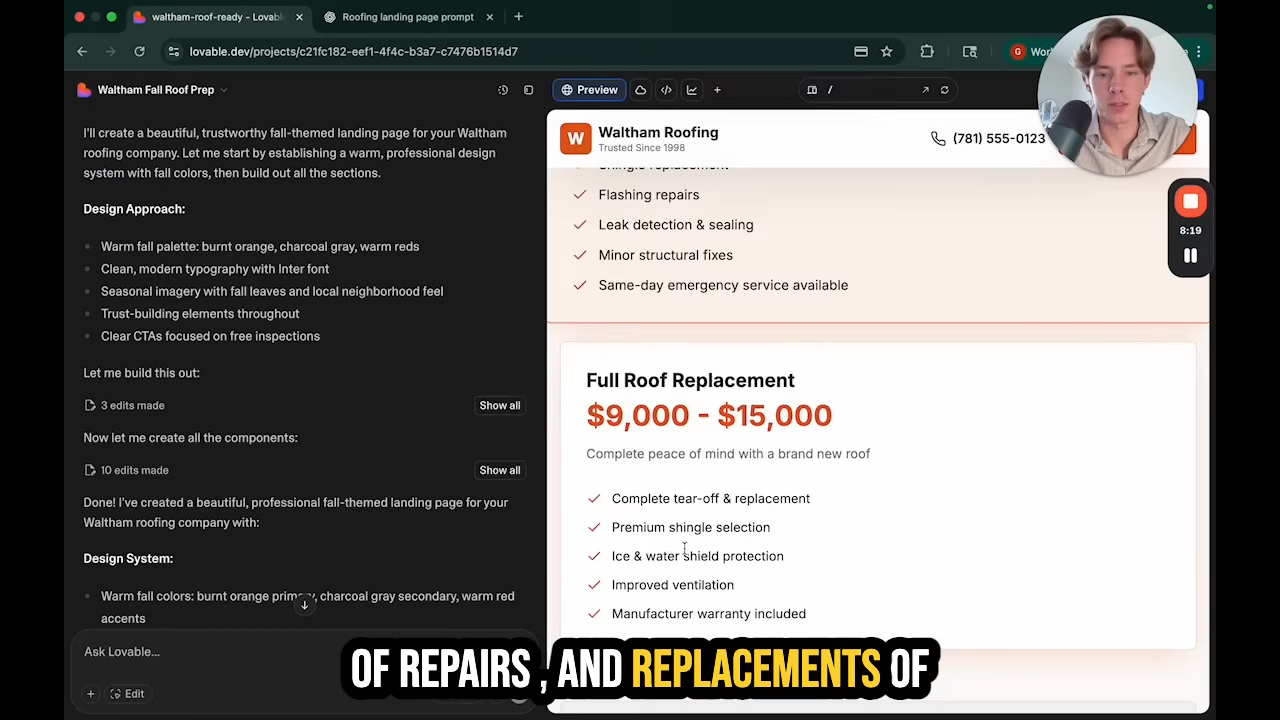 waltham-roof-ready - Lovabl
Roofing landing page prompt
lovable.dev/projects/c21fc182-eef1-4f4c-b3a7-c7476b1514d7
G
Wor
Waltham Fall Roof Prep
Preview
/
I'll create a beautiful, trustworthy fall-themed landing page for your Waltham
roofing company. Let me start by establishing a warm, professional design
system with fall colors, then build out all the sections.
Design Approach:
Warm fall palette: burnt orange, charcoal gray, warm reds
Clean, modern typography with Inter font
Seasonal imagery with fall leaves and local neighborhood feel
Trust-building elements throughout
Clear CTAs focused on free inspections
Let me build this out:
3 edits made
Show all
Now let me create all the components:
10 edits made
Show all
Done! I've created a beautiful, professional fall-themed landing page for your
Waltham roofing company with:
Design System:
Warm fall colors: burnt orange primary, charcoal gray secondary, warm red
accents
Ask Lovable...
Edit
W
Waltham Roofing
Trusted Since 1998
(781) 555-0123
Shingle replacement
Flashing repairs
Leak detection & sealing
Minor structural fixes
Same-day emergency service available
Full Roof Replacement
$9,000 - $15,000
Complete peace of mind with a brand new roof
Complete tear-off & replacement
Premium shingle selection
Ice & water shield protection
Improved ventilation
Manufacturer warranty included
8:19
OF REPAIRS , AND REPLACEMENTS OF